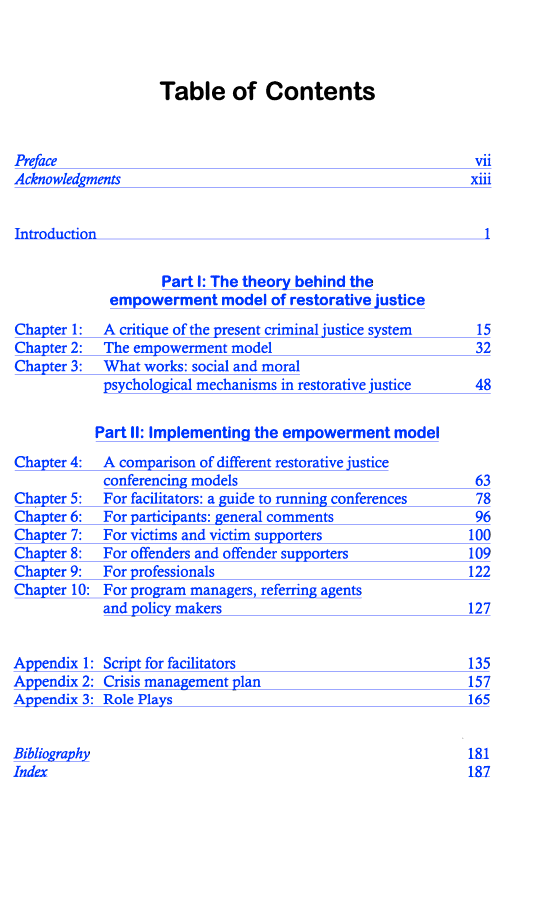 Table of Contents
Preface vii
Acknowledgments xiii
Introduction 1
Part I: The theory behind the
empowerment model of restorative justice
Chapter 1: A critique of the present criminal justice system 15
Chapter 2: The empowerment model 32
Chapter 3: What works: social and moral
psychological mechanisms in restorative justice 48
Part II: Implementing the empowerment model
Chapter 4: A comparison of different restorative justice
conferencing models 63
Chapter 5: For facilitators: a guide to running conferences 78
Chapter 6: For participants: general comments 96
Chapter 7: For victims and victim supporters 100
Chapter 8: For offenders and offender supporters 109
Chapter 9: For professionals 122
Chapter 10: For program managers, referring agents
and policy makers 127
Appendix 1: Script for facilitators 135
Appendix 2: Crisis management plan 157
Appendix 3: Role Plays 165
Bibliography 181
Index 187